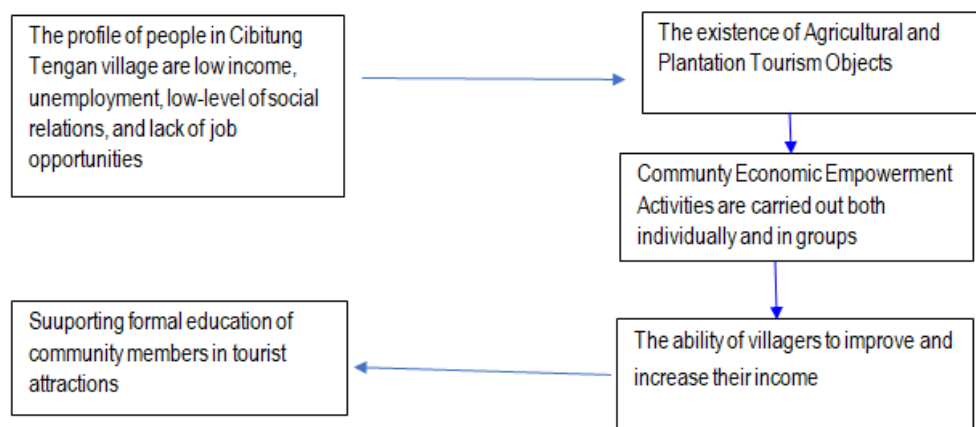 The profile of people in Cibitung
Tengan village are low income,
unemployment, low-level of social
relations, and lack of job
opportunities
The existence of Agricultural and
Plantation Tourism Objects
Communty Economic Empowerment
Activities are carried out both
individually and in groups
The ability of villagers to improve and
increase their income
Suuporting formal education of
community members in tourist
attractions